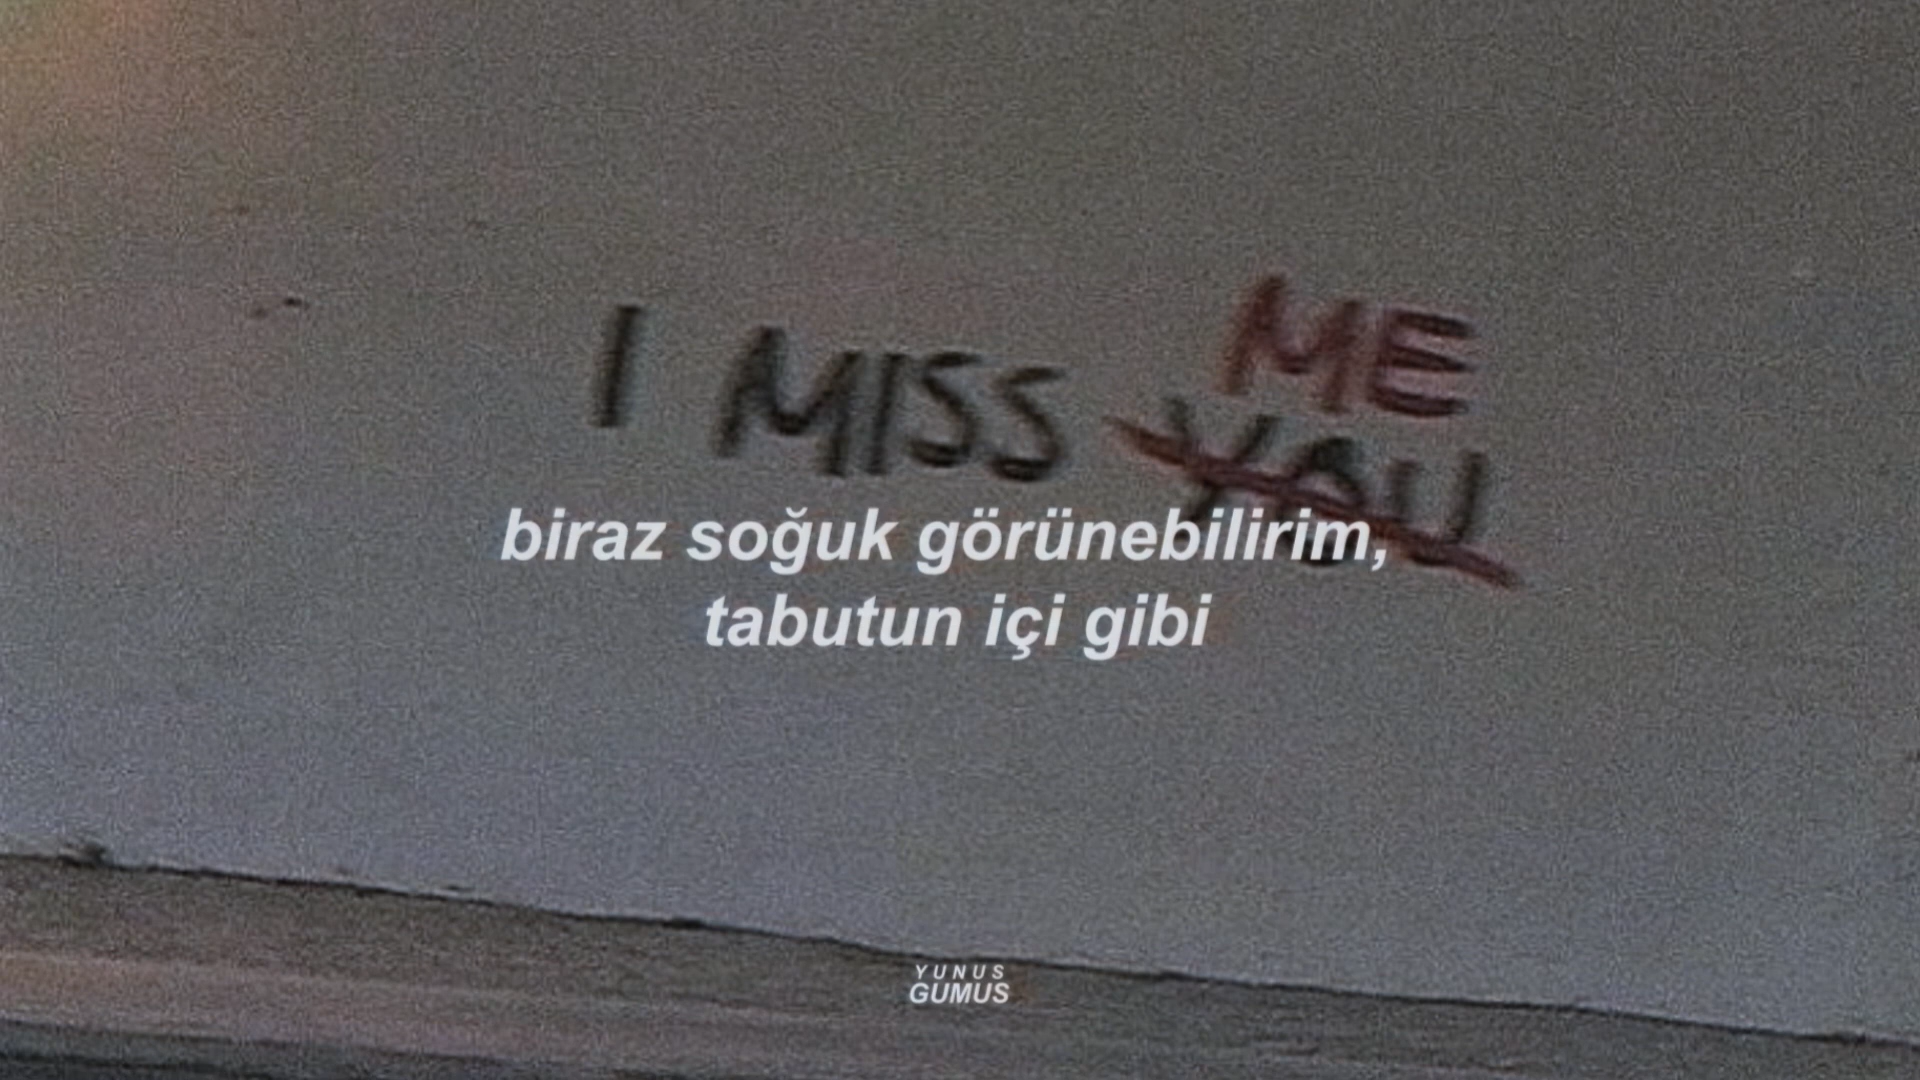 ME
I MISS YOU
biraz soğuk görünebilirim,
tabutun içi gibi
YUNUS
GUMUS